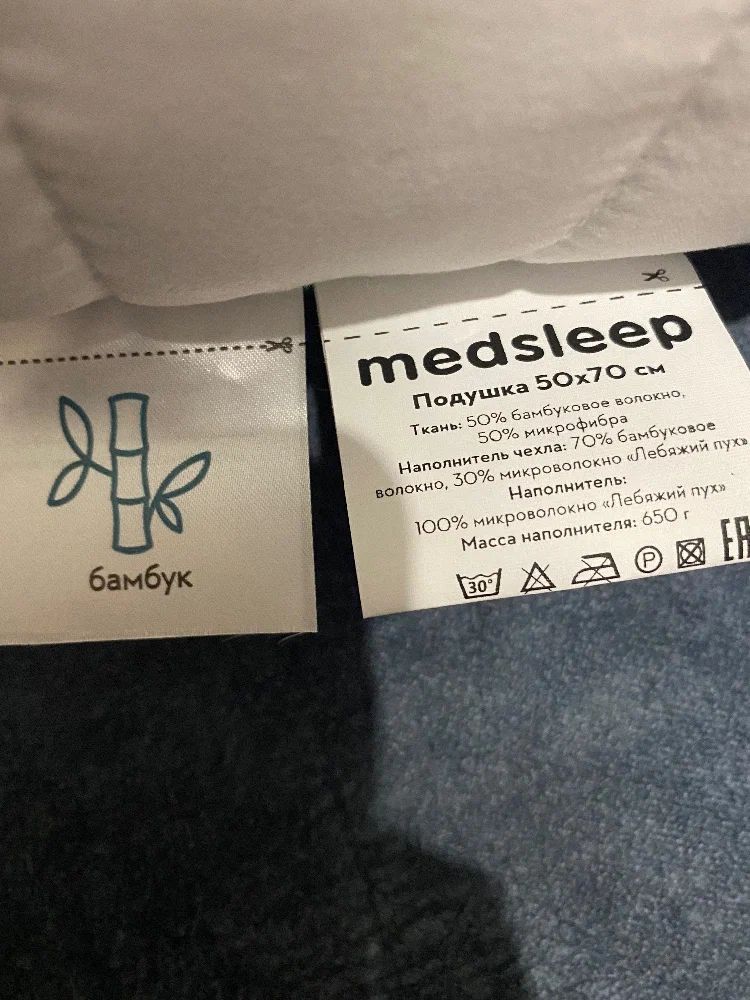 бамбук
medsleep
Подушка 50х70 см
Ткань: 50% бамбуковое волокно,
50% микрофибра
Наполнитель чехла: 70% бамбуковое
волокно, 30% микроволокно «Лебяжий пух»
Наполнитель:
100% микроволокно «Лебяжий пух»
Масса наполнителя: 650 г
30° P EAC